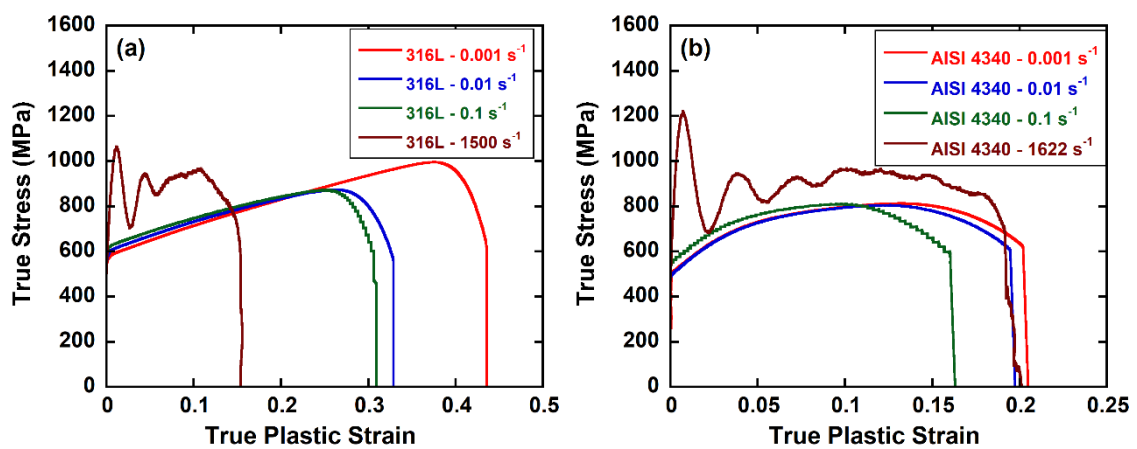 (a)
316L - 0.001 s⁻¹
316L - 0.01 s⁻¹
316L - 0.1 s⁻¹
316L - 1500 s⁻¹
True Stress (MPa)
1600
1400
1200
1000
800
600
400
200
0
0
0.1
0.2
0.3
0.4
0.5
True Plastic Strain
(b)
AISI 4340 - 0.001 s⁻¹
AISI 4340 - 0.01 s⁻¹
AISI 4340 - 0.1 s⁻¹
AISI 4340 - 1622 s⁻¹
True Stress (MPa)
1600
1400
1200
1000
800
600
400
200
0
0
0.05
0.1
0.15
0.2
0.25
True Plastic Strain